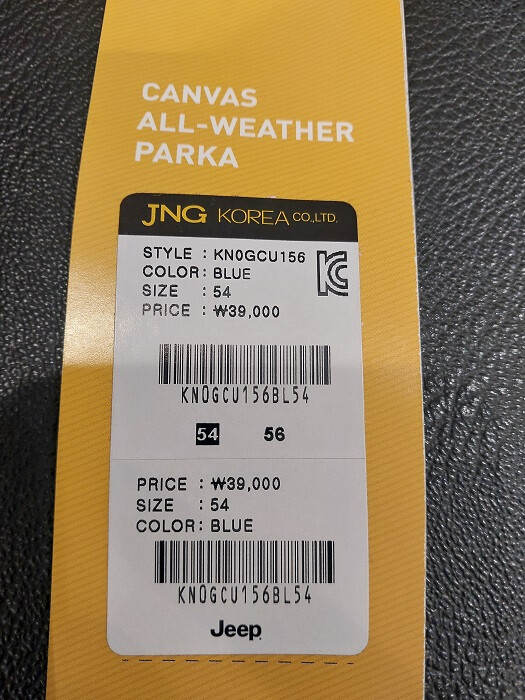 CANVAS
ALL-WEATHER
PARKA
JNG KOREA CO.,LTD.
STYLE : KN0GCU156
COLOR : BLUE
SIZE : 54
PRICE : ₩39,000
KN0GCU156BL54
54 56
PRICE : ₩39,000
SIZE : 54
COLOR : BLUE
KN0GCU156BL54
Jeep